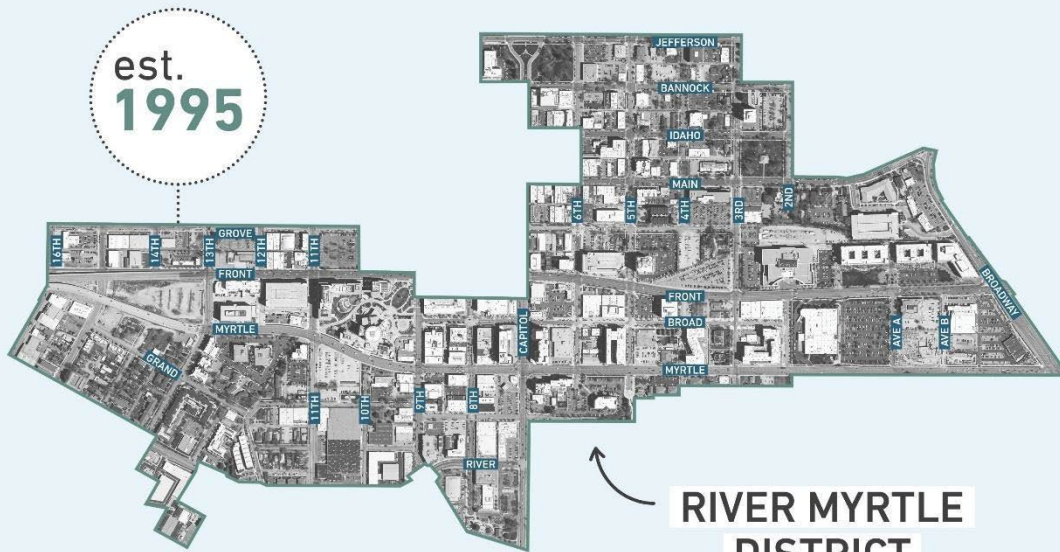 est.
1995
JEFFERSON
BANNOCK
IDAHO
MAIN
6TH
5TH
4TH
3RD
2ND
16TH
14TH
13TH
12TH
11TH
GROVE
FRONT
FRONT
BROADWAY
MYRTLE
CAPITOL
BROAD
AVE A
AVE B
GRAND
MYRTLE
11TH
10TH
9TH
8TH
RIVER
RIVER MYRTLE
DISTRICT